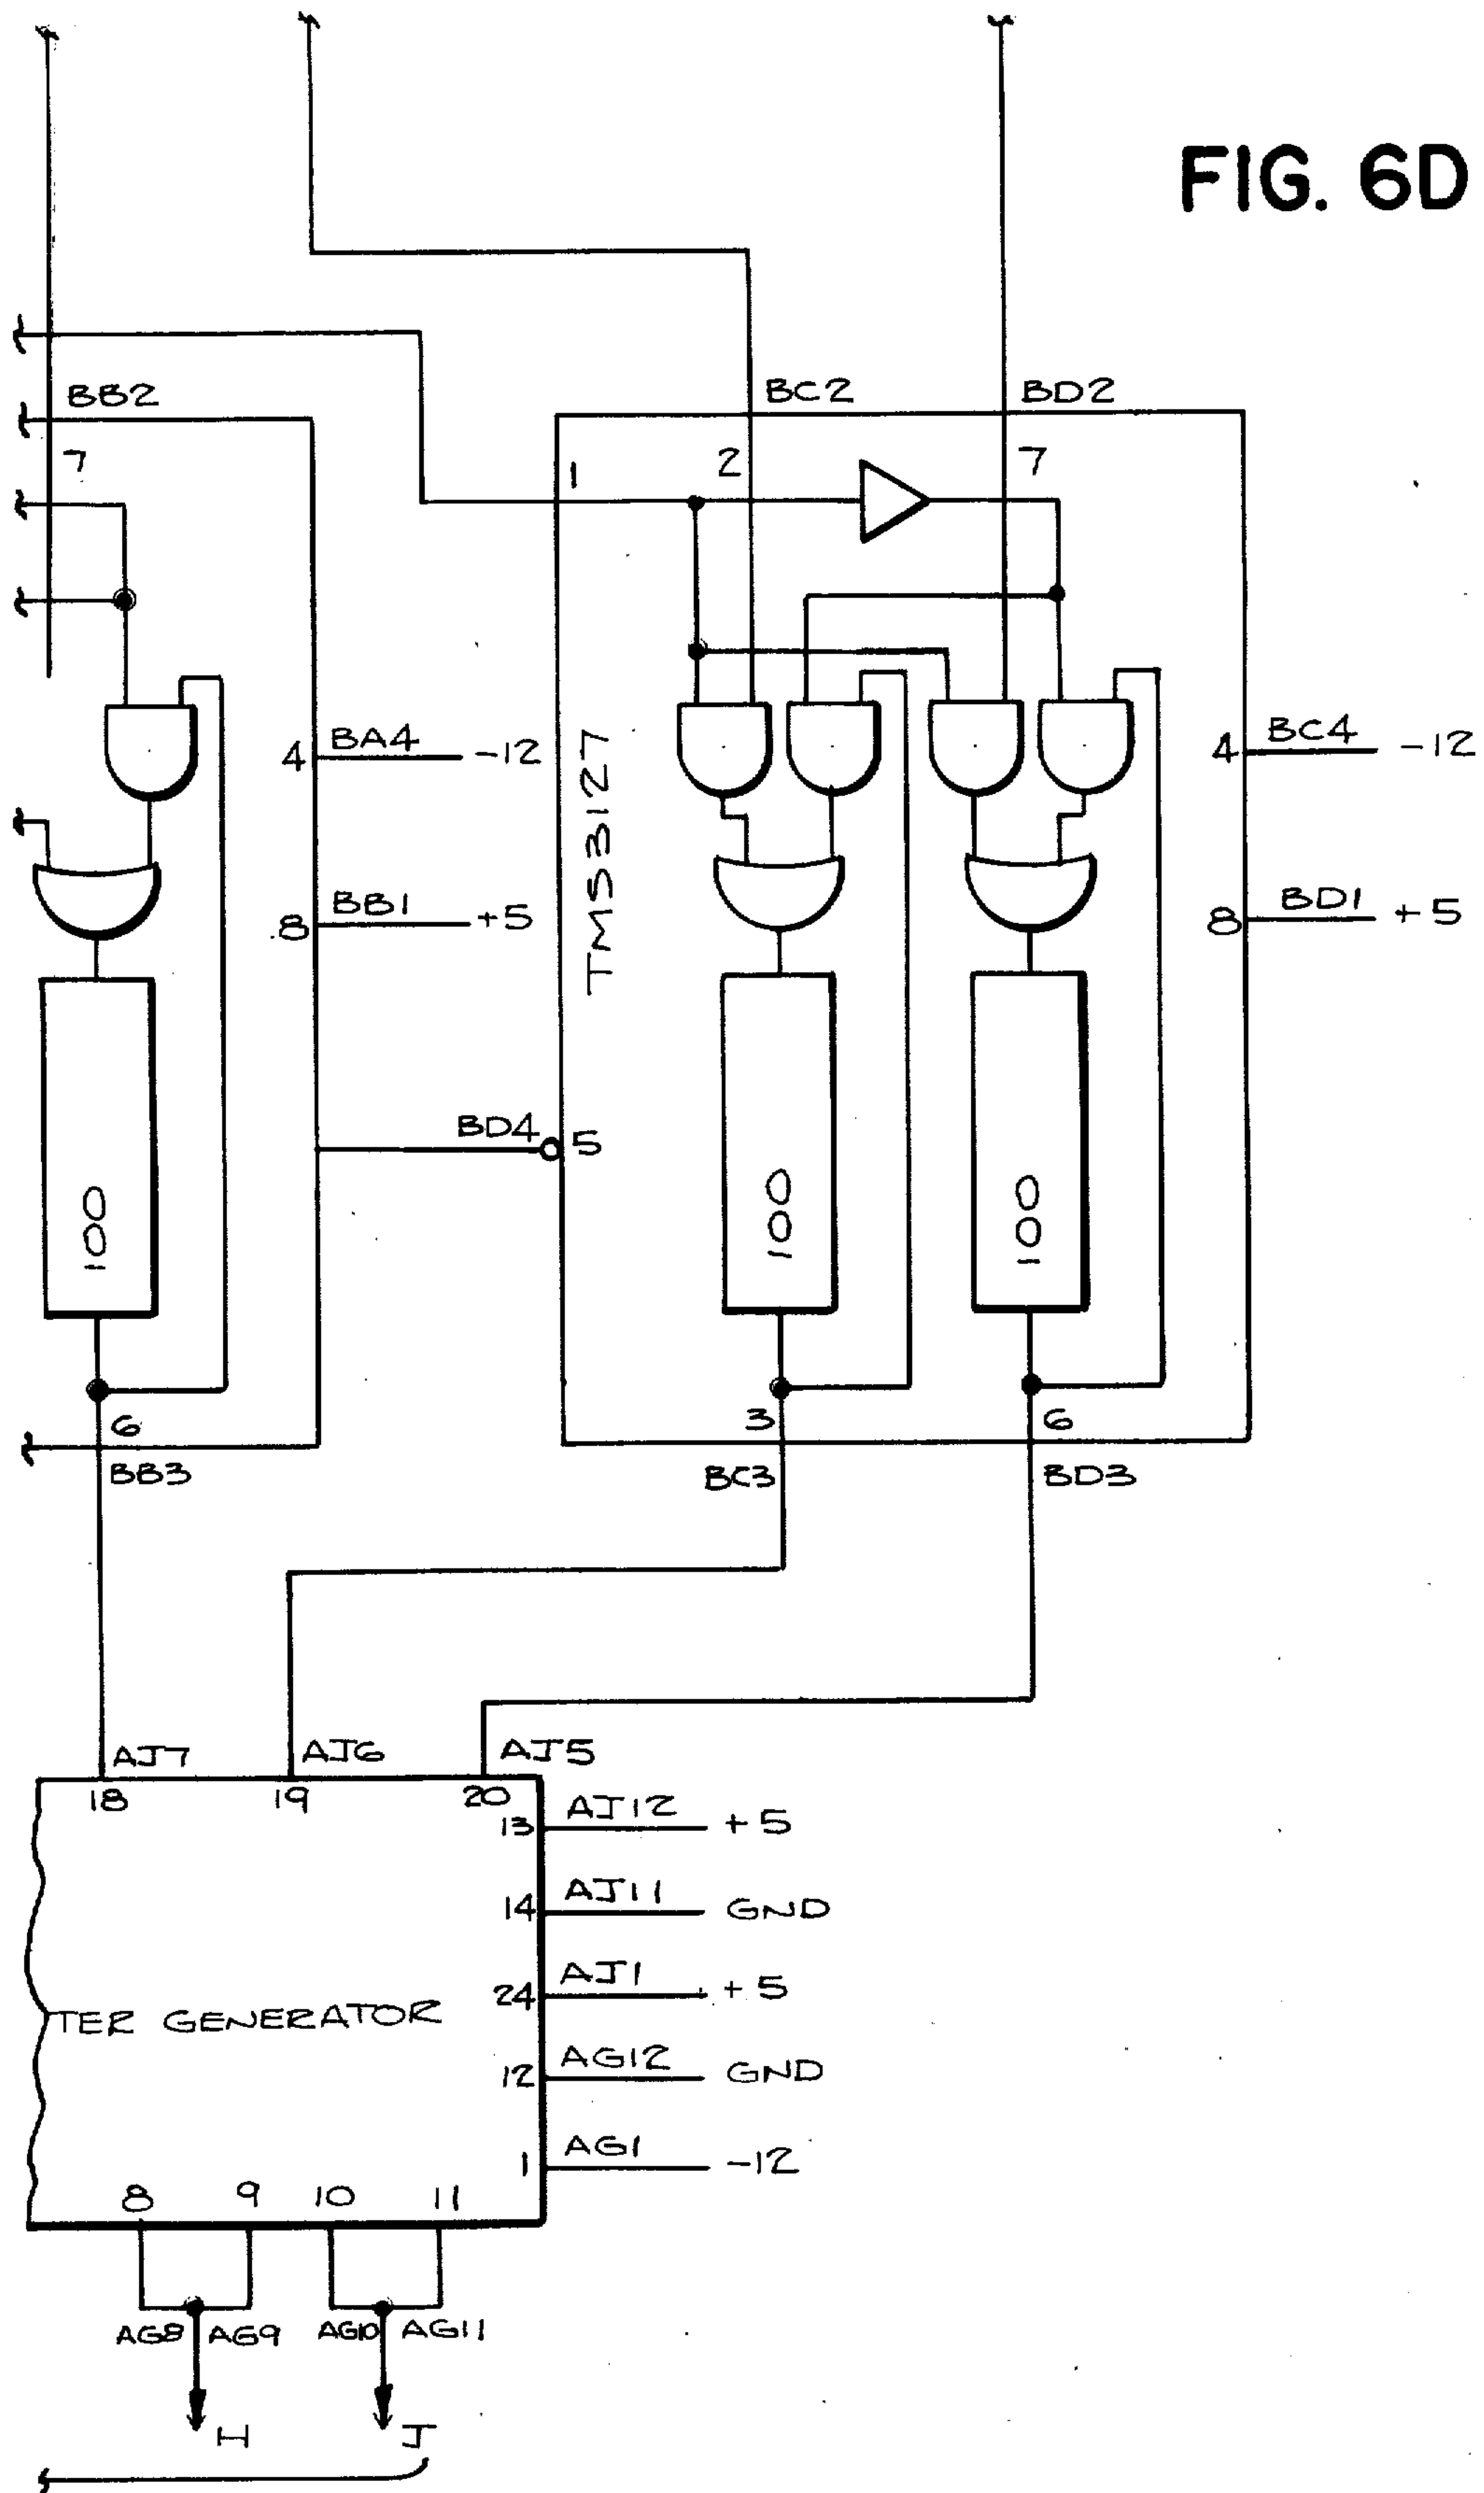 FIG. 6D
BB2
BC2
BD2
7
1
2
7
4
BA4
-12
TMS3127
4
BC4
-12
8
BB1
+5
8
BD1
+5
BD4
5
100
100
100
6
3
6
BB3
BC3
BD3
AJ7
AJ6
AJ5
18
19
20
13
AJ12
+5
14
AJ11
GND
24
AJ1
+5
TER GENERATOR
12
AG12
GND
1
AG1
-12
8
9
10
11
AG8
AG9
AG10
AG11
H
J